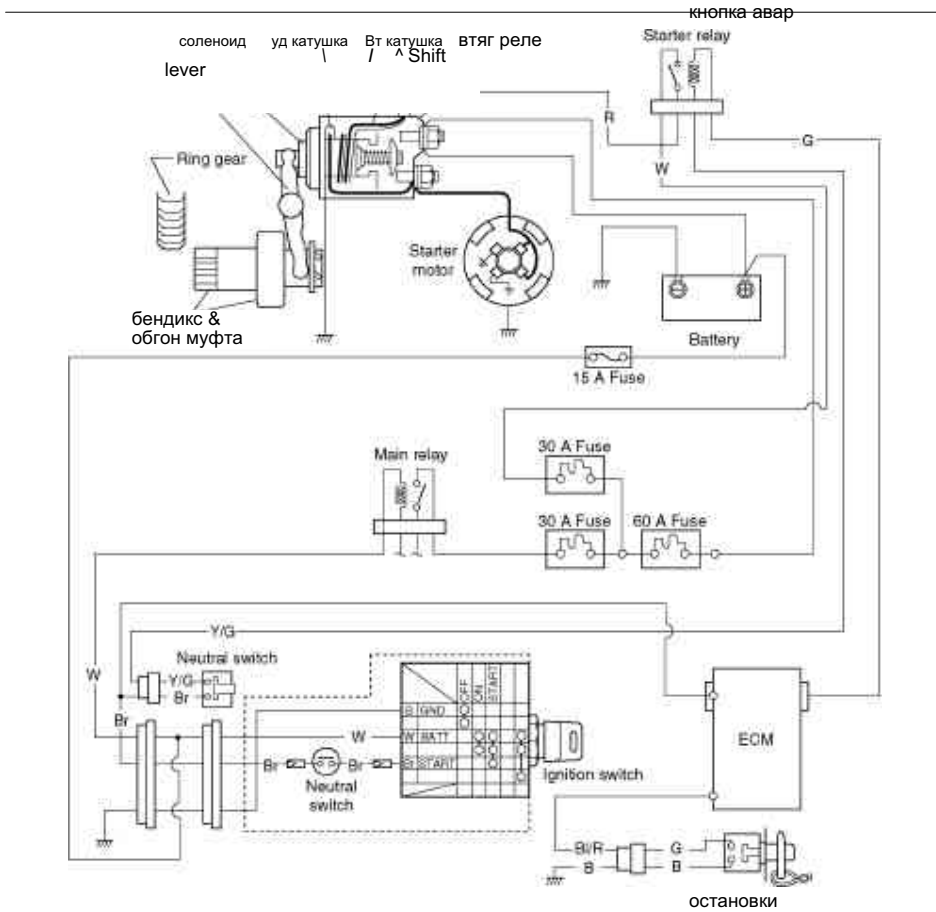 кнопка авар
Starter relay
соленоид уд катушка Вт катушка втяг реле
\ I ^ Shift
lever
R
G
W
Ring gear
Starter
motor
бендикс &
обгон муфта
Battery
15 A Fuse
30 A Fuse
Main relay
30 A Fuse 60 A Fuse
Y/G
Neutral switch
W
Y/G
Br
Br
OFF
ON
START
B GND
W
W BATT
ECM
Br Br
Br START
Ignition switch
Neutral
switch
Bl/R G
B B
остановки